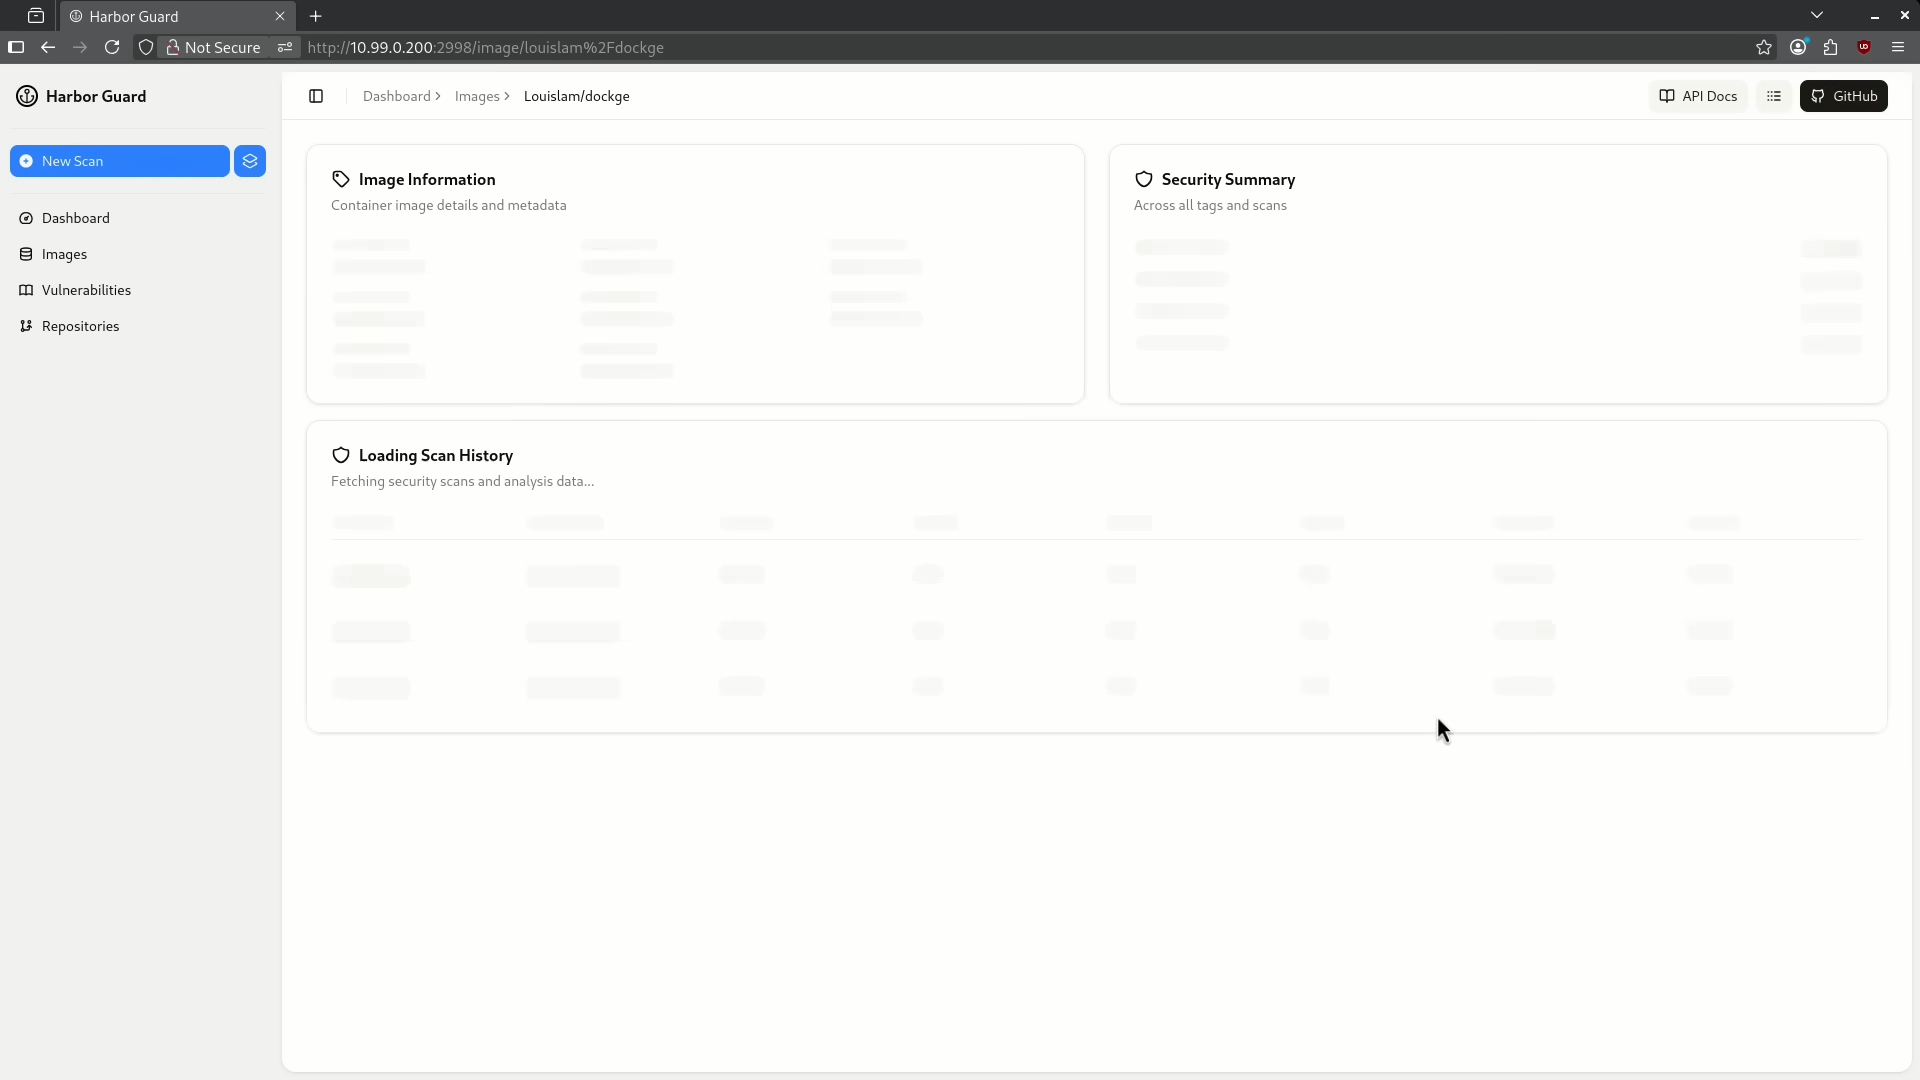 Harbor Guard
Not Secure
http://10.99.0.200:2998/image/louislam%2Fdockge
Harbor Guard
New Scan
Dashboard
Images
Vulnerabilities
Repositories
Dashboard > Images > Louislam/dockge
API Docs
GitHub
Image Information
Container image details and metadata
Security Summary
Across all tags and scans
Loading Scan History
Fetching security scans and analysis data...